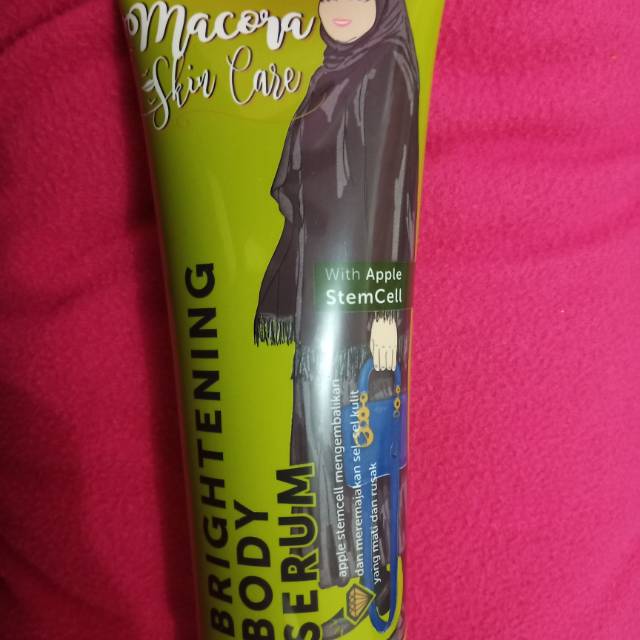 Macora
Skin Care
With Apple
StemCell
BRIGHTENING
BODY
SERUM
apple stemcell mengembalikan
dan meremajakan sel-sel kulit
yang mati dan rusak